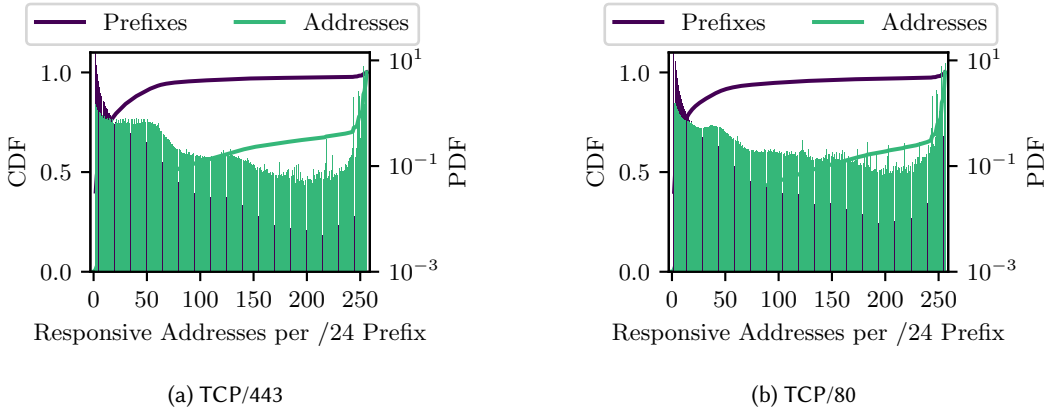 Prefixes Addresses
Prefixes Addresses
1.0
0.5
0.0
CDF
10^1
10^−1
10^−3
PDF
0 50 100 150 200 250
Responsive Addresses per /24 Prefix
(a) TCP/443
1.0
0.5
0.0
CDF
10^1
10^−1
10^−3
PDF
0 50 100 150 200 250
Responsive Addresses per /24 Prefix
(b) TCP/80